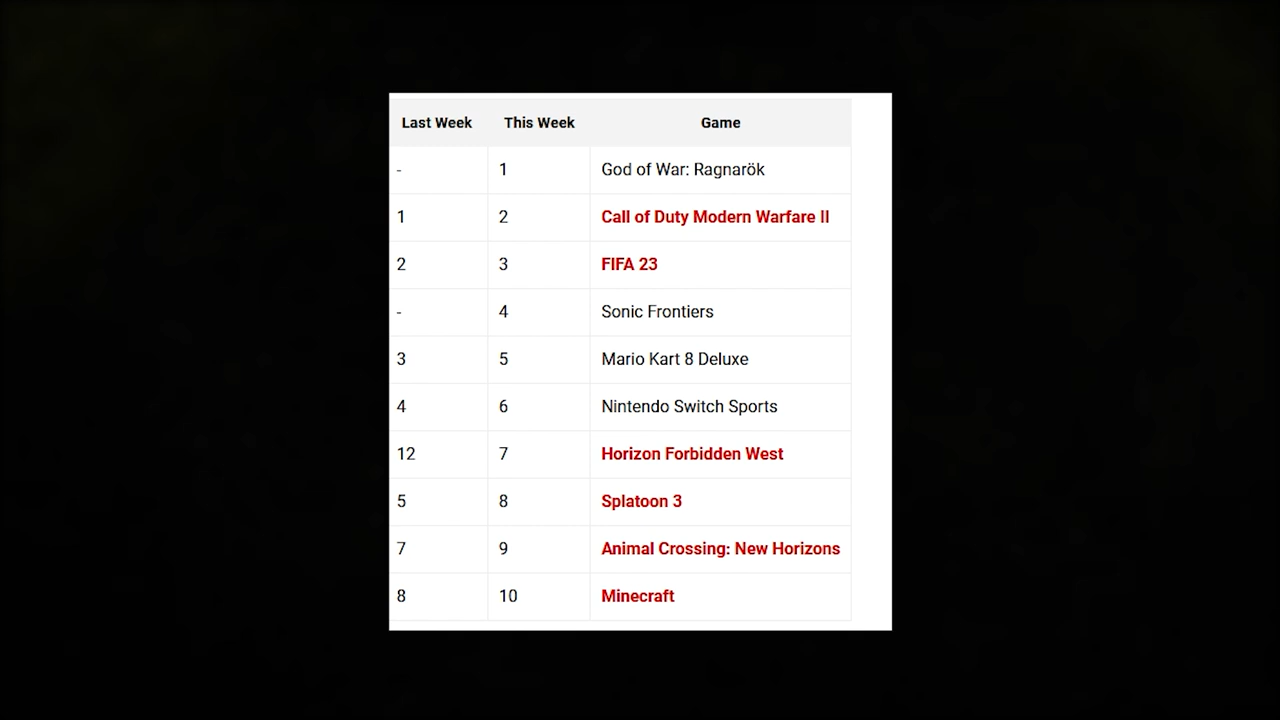 Last Week This Week Game
- 1 God of War: Ragnarök
1 2 Call of Duty Modern Warfare II
2 3 FIFA 23
- 4 Sonic Frontiers
3 5 Mario Kart 8 Deluxe
4 6 Nintendo Switch Sports
12 7 Horizon Forbidden West
5 8 Splatoon 3
7 9 Animal Crossing: New Horizons
8 10 Minecraft